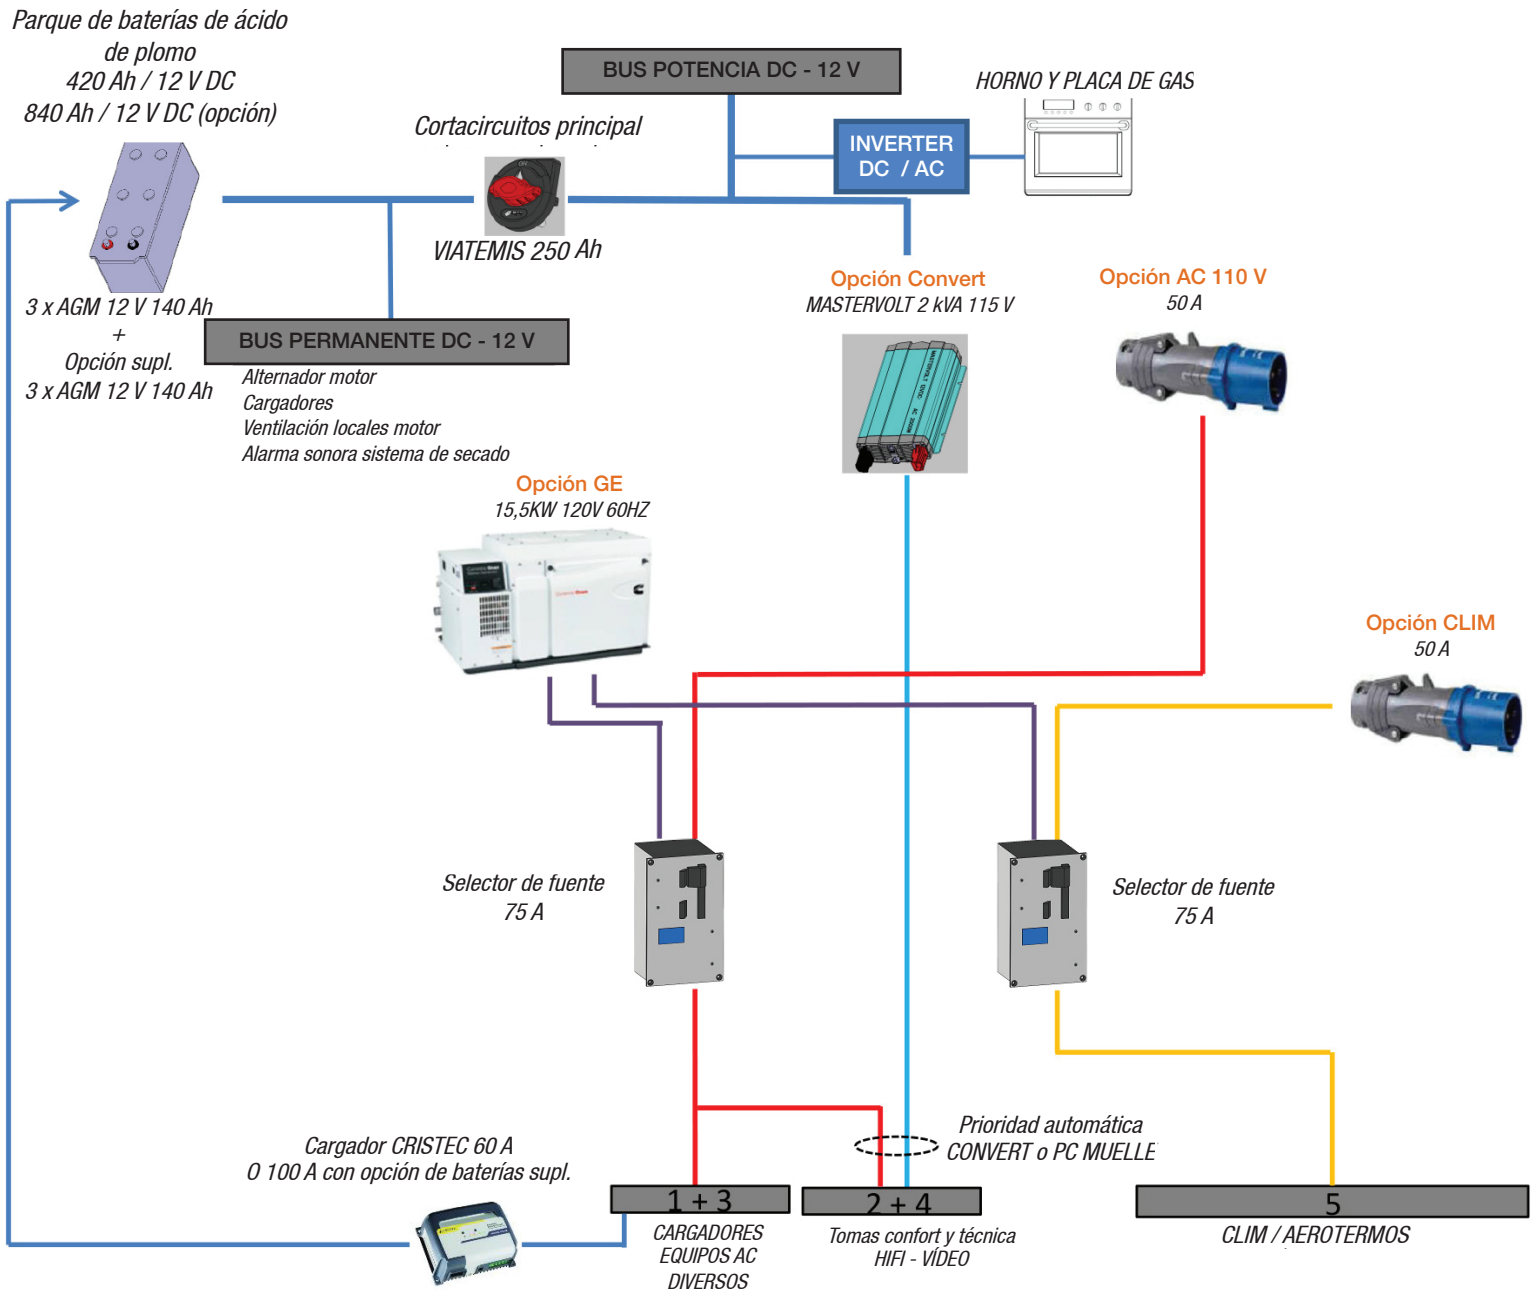 Parque de baterías de ácido
de plomo
420 Ah / 12 V DC
840 Ah / 12 V DC (opción)
BUS POTENCIA DC - 12 V
HORNO Y PLACA DE GAS
Cortacircuitos principal
INVERTER
DC / AC
VIATEMIS 250 Ah
3 x AGM 12 V 140 Ah
+
Opción supl.
3 x AGM 12 V 140 Ah
BUS PERMANENTE DC - 12 V
Alternador motor
Cargadores
Ventilación locales motor
Alarma sonora sistema de secado
Opción Convert
MASTERVOLT 2 kVA 115 V
Opción AC 110 V
50 A
Opción GE
15,5KW 120V 60HZ
Opción CLIM
50 A
Selector de fuente
75 A
Selector de fuente
75 A
Prioridad automática
CONVERT o PC MUELLE
Cargador CRISTEC 60 A
O 100 A con opción de baterías supl.
1 + 3
CARGADORES
EQUIPOS AC
DIVERSOS
2 + 4
Tomas confort y técnica
HIFI - VÍDEO
5
CLIM / AEROTERMOS